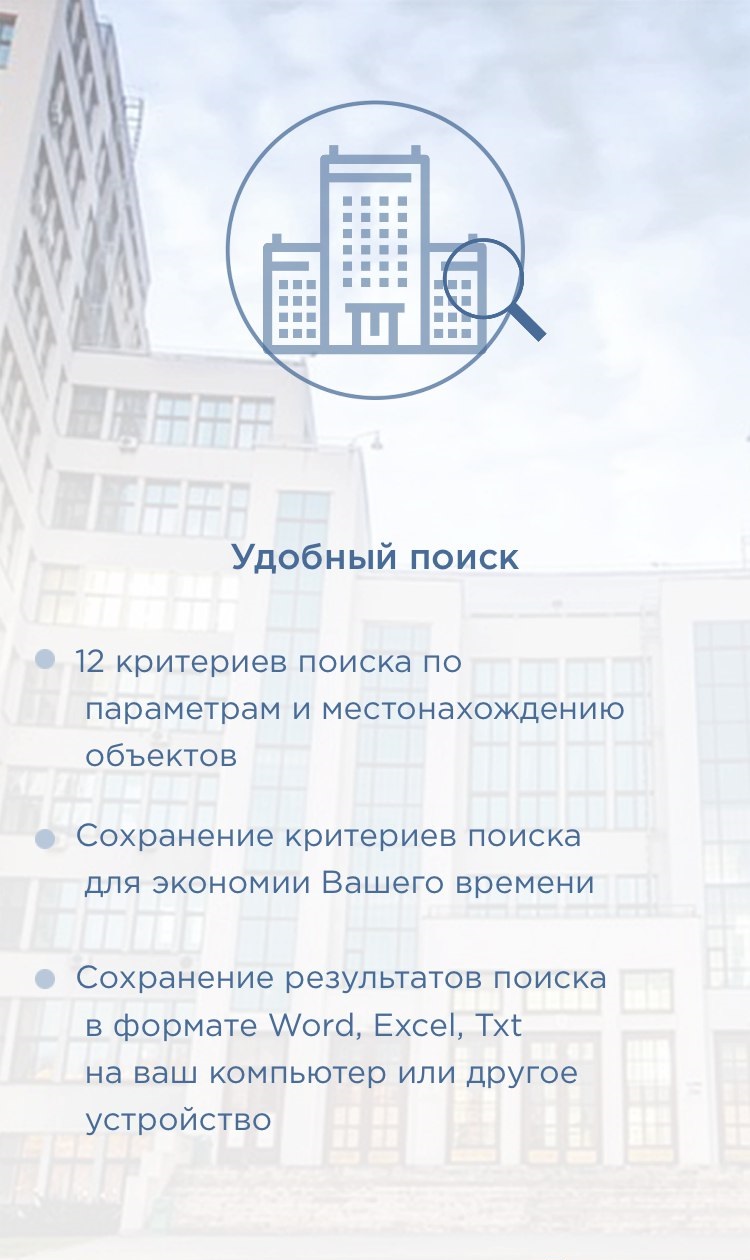 Удобный поиск
12 критериев поиска по
параметрам и местонахождению
объектов
Сохранение критериев поиска
для экономии Вашего времени
Сохранение результатов поиска
в формате Word, Excel, Txt
на ваш компьютер или другое
устройство